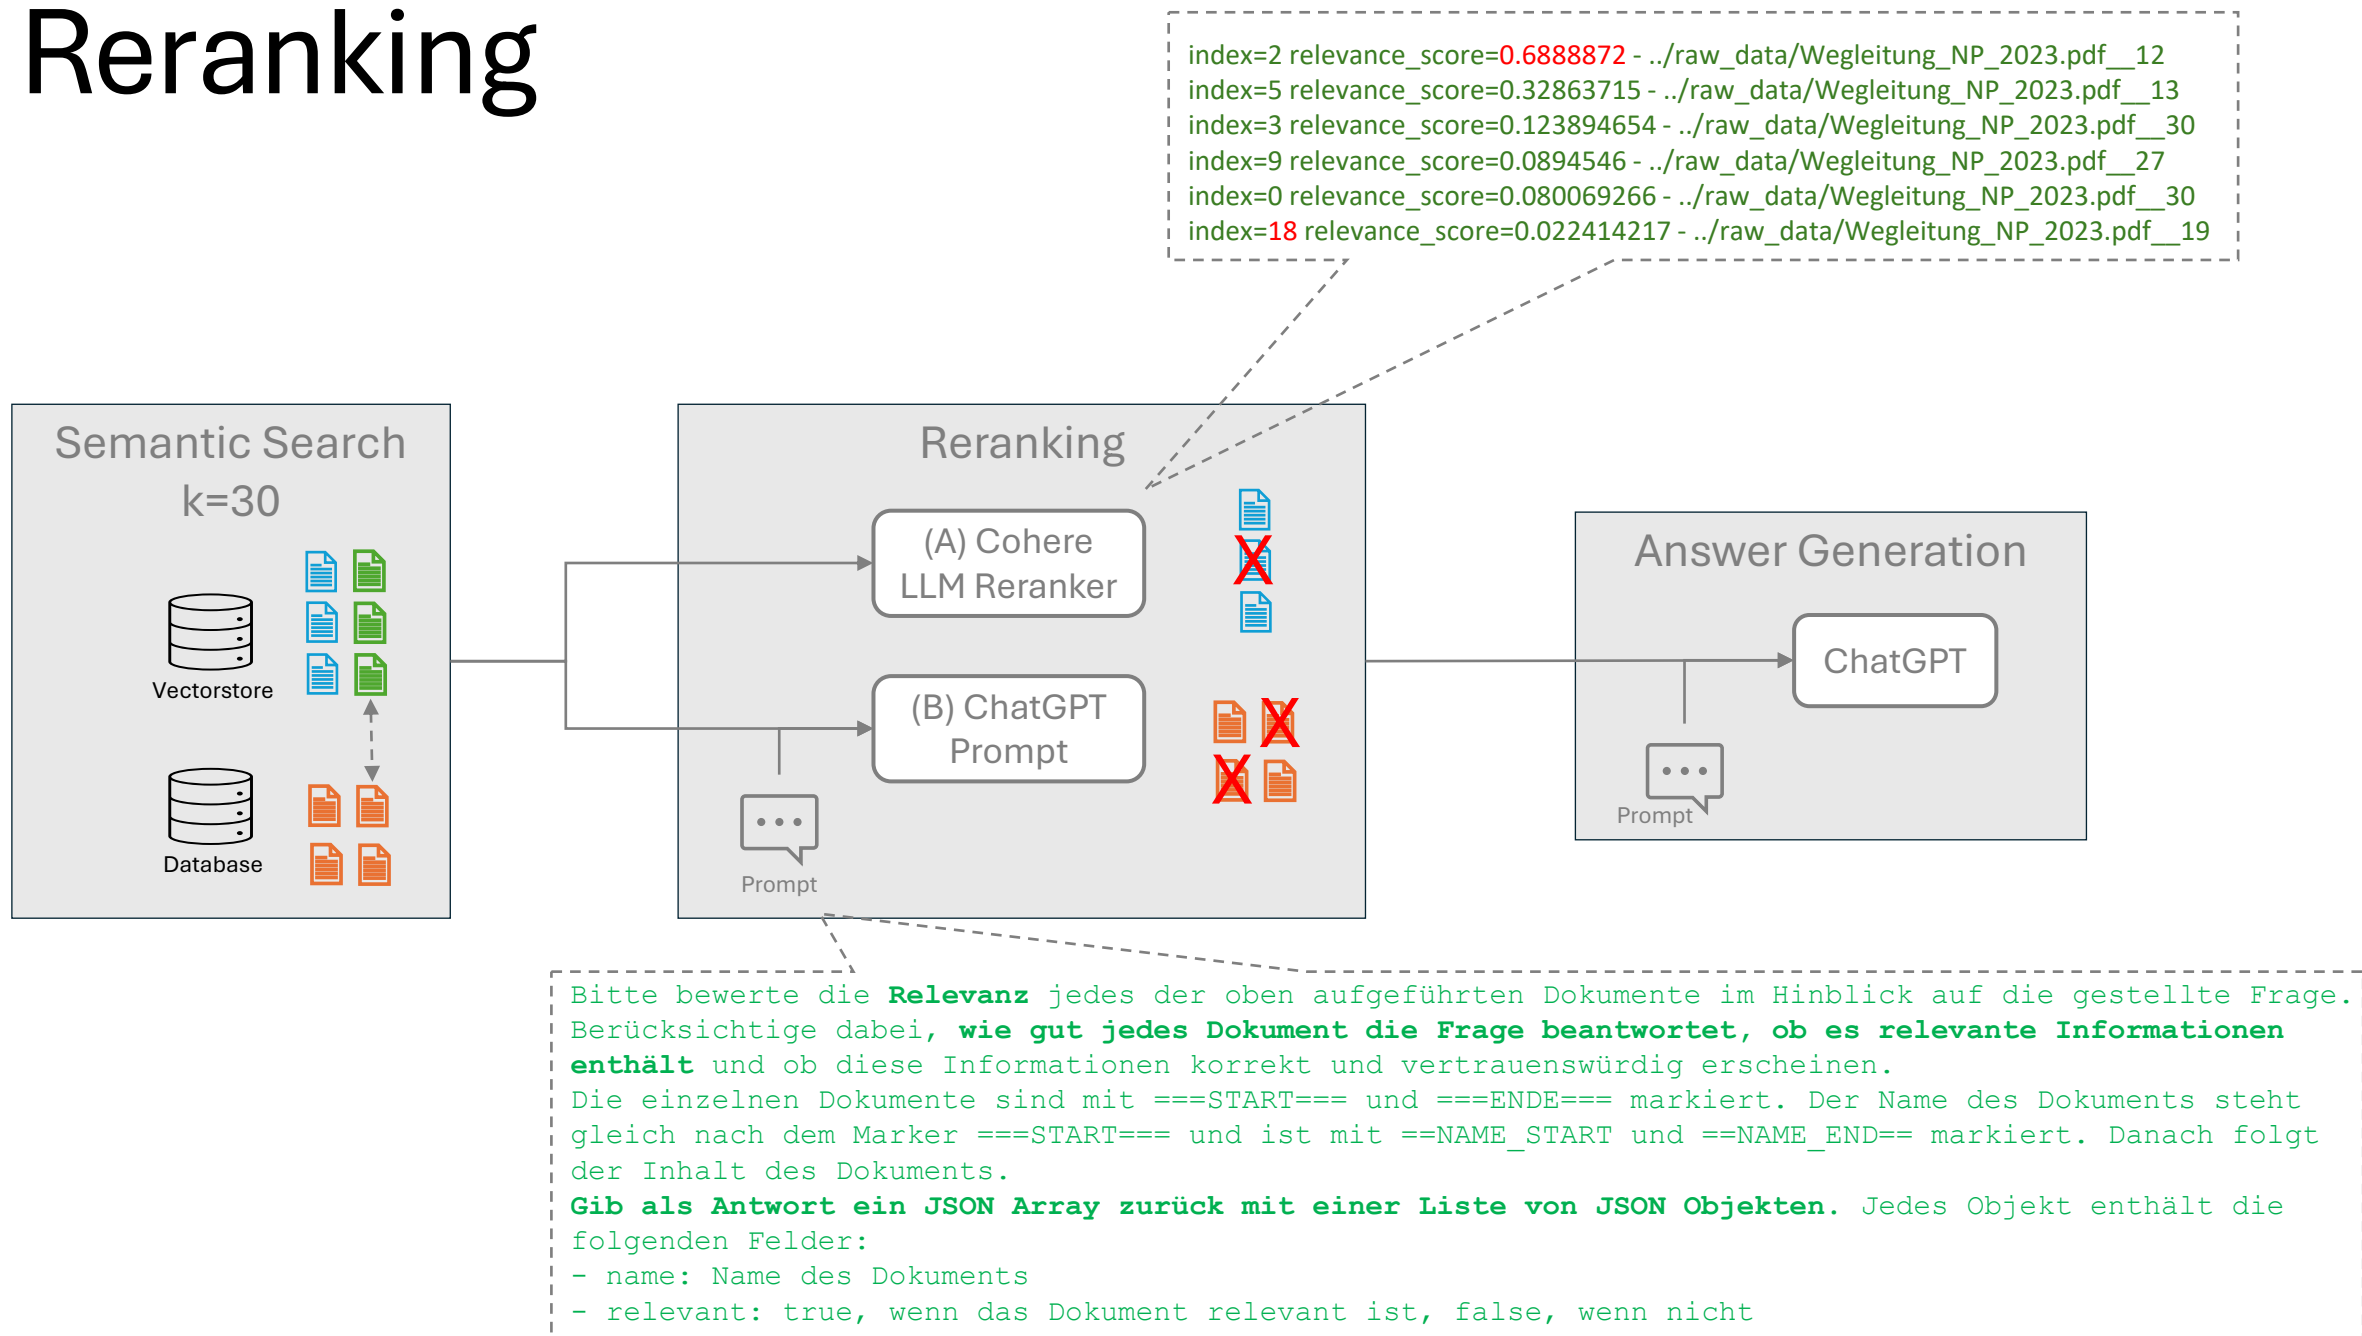 Reranking
index=2 relevance_score=0.6888872 - ../raw_data/Wegleitung_NP_2023.pdf__12
index=5 relevance_score=0.32863715 - ../raw_data/Wegleitung_NP_2023.pdf__13
index=3 relevance_score=0.123894654 - ../raw_data/Wegleitung_NP_2023.pdf__30
index=9 relevance_score=0.0894546 - ../raw_data/Wegleitung_NP_2023.pdf__27
index=0 relevance_score=0.080069266 - ../raw_data/Wegleitung_NP_2023.pdf__30
index=18 relevance_score=0.022414217 - ../raw_data/Wegleitung_NP_2023.pdf__19
Semantic Search
k=30
Vectorstore
Database
Reranking
(A) Cohere
LLM Reranker
(B) ChatGPT
Prompt
Prompt
Answer Generation
ChatGPT
Prompt
Bitte bewerte die Relevanz jedes der oben aufgeführten Dokumente im Hinblick auf die gestellte Frage.
Berücksichtige dabei, wie gut jedes Dokument die Frage beantwortet, ob es relevante Informationen
enthält und ob diese Informationen korrekt und vertrauenswürdig erscheinen.
Die einzelnen Dokumente sind mit ===START=== und ===ENDE=== markiert. Der Name des Dokuments steht
gleich nach dem Marker ===START=== und ist mit ==NAME_START und ==NAME_END== markiert. Danach folgt
der Inhalt des Dokuments.
Gib als Antwort ein JSON Array zurück mit einer Liste von JSON Objekten. Jedes Objekt enthält die
folgenden Felder:
- name: Name des Dokuments
- relevant: true, wenn das Dokument relevant ist, false, wenn nicht